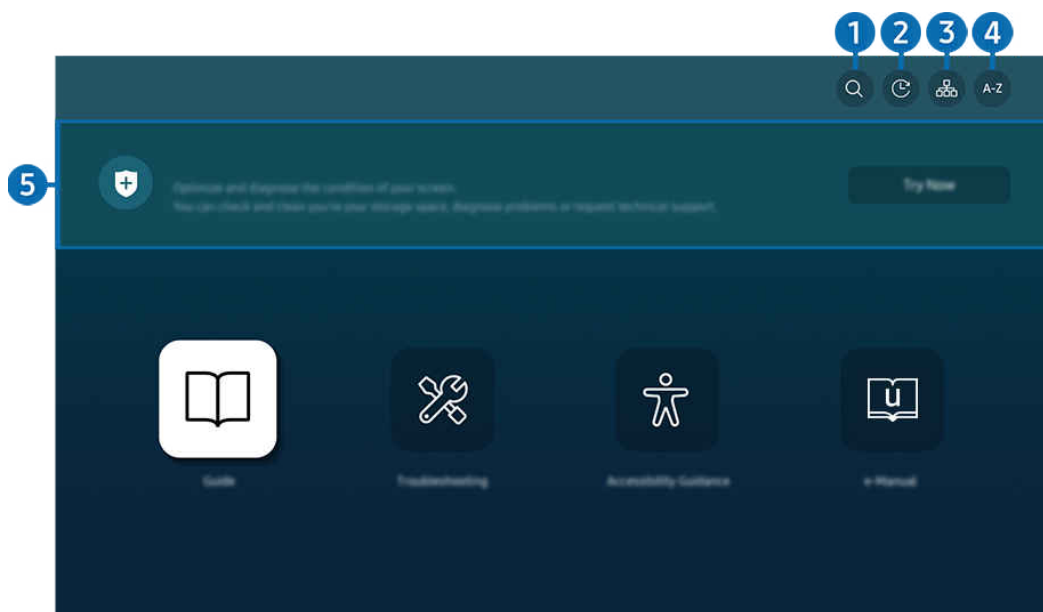 1 2 3 4
A-Z
5
Optimize and diagnose the condition of your screen.
Try Now
You can check and clean you're your storage space, diagnose problems or request technical support.
u
Guide
Troubleshooting
Accessibility Guidance
e-Manual